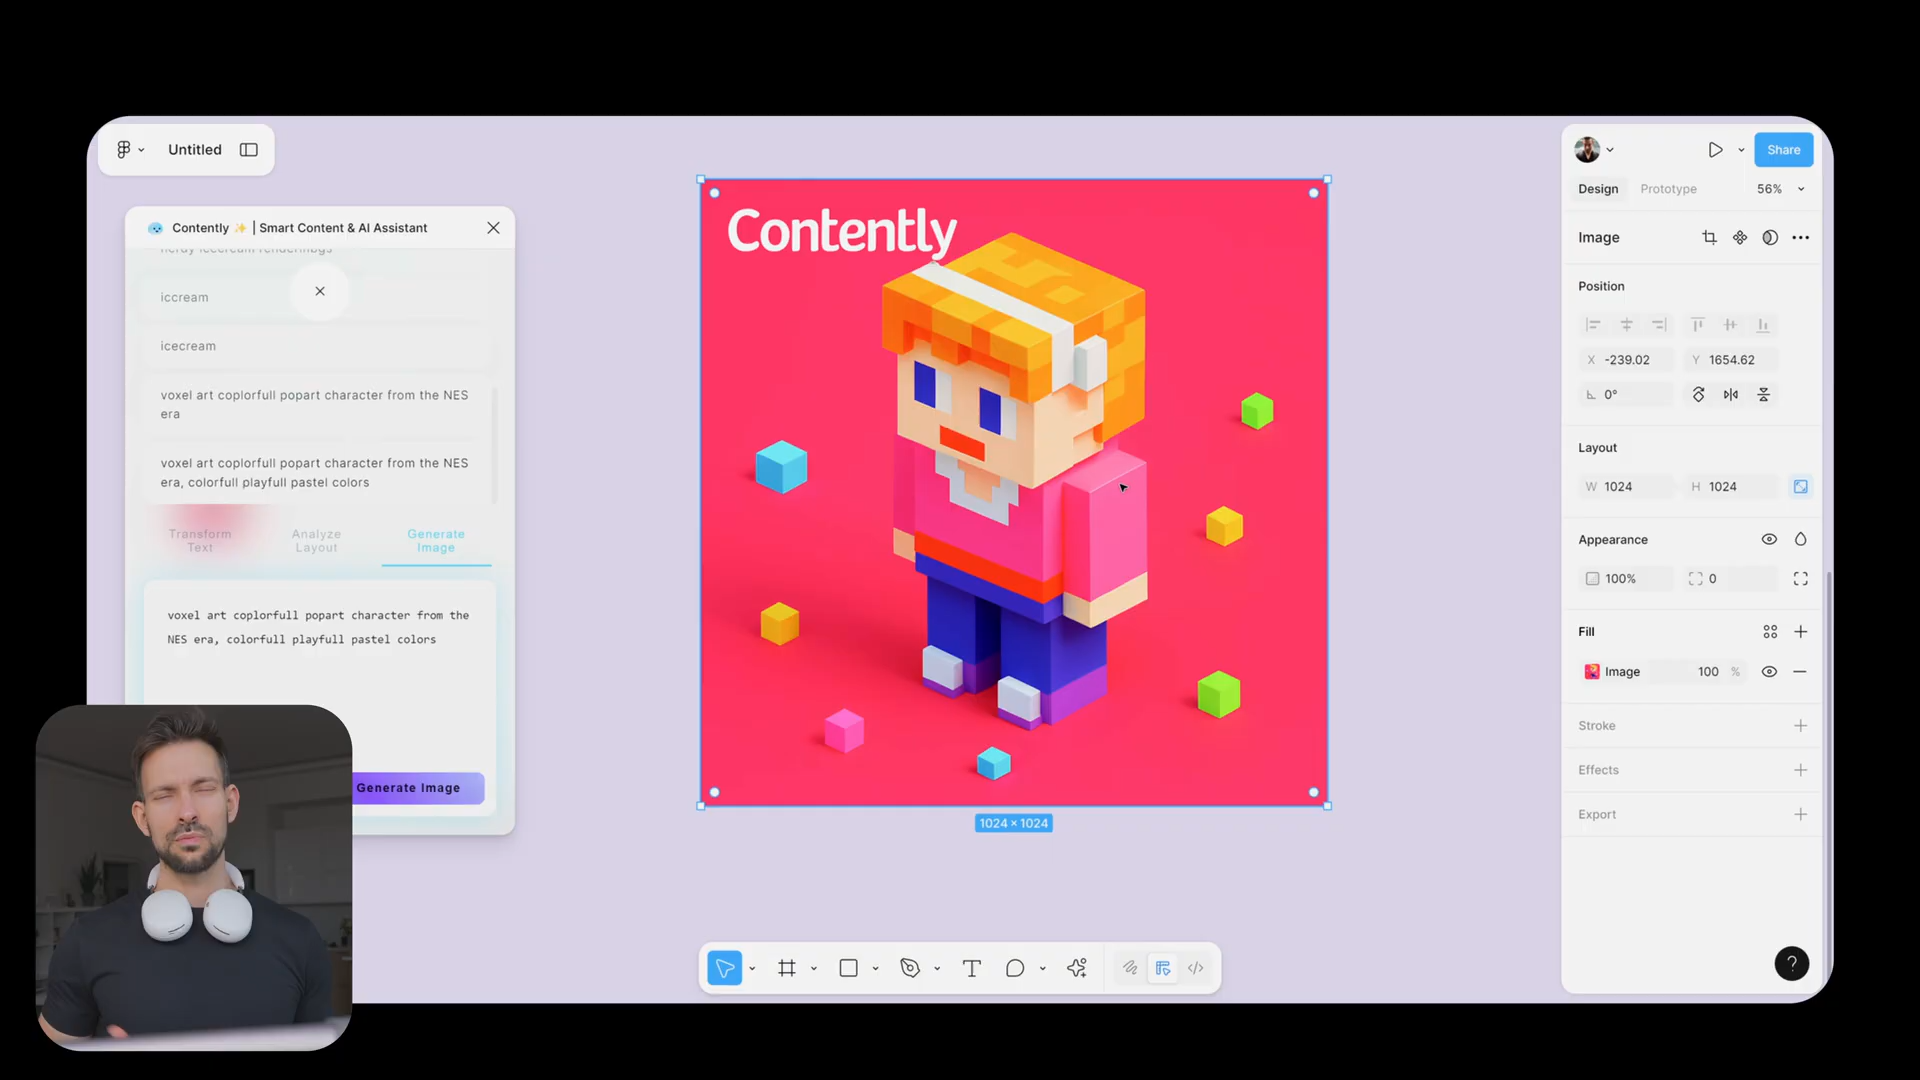 Untitled
Contently ✨ | Smart Content & AI Assistant
nerdy icecream renderinbgs
iccream
icecream
voxel art coplorfull popart character from the NES
era
voxel art coplorfull popart character from the NES
era, colorfull playfull pastel colors
Transform
Text
Analyze
Layout
Generate
Image
voxel art coplorfull popart character from the
NES era, colorfull playfull pastel colors
Generate Image
Contently
1024 × 1024
Share
Design
Prototype
56%
Image
Position
X -239.02
Y 1654.62
0°
Layout
W 1024
H 1024
Appearance
100%
0
Fill
Image 100 %
Stroke
Effects
Export
?